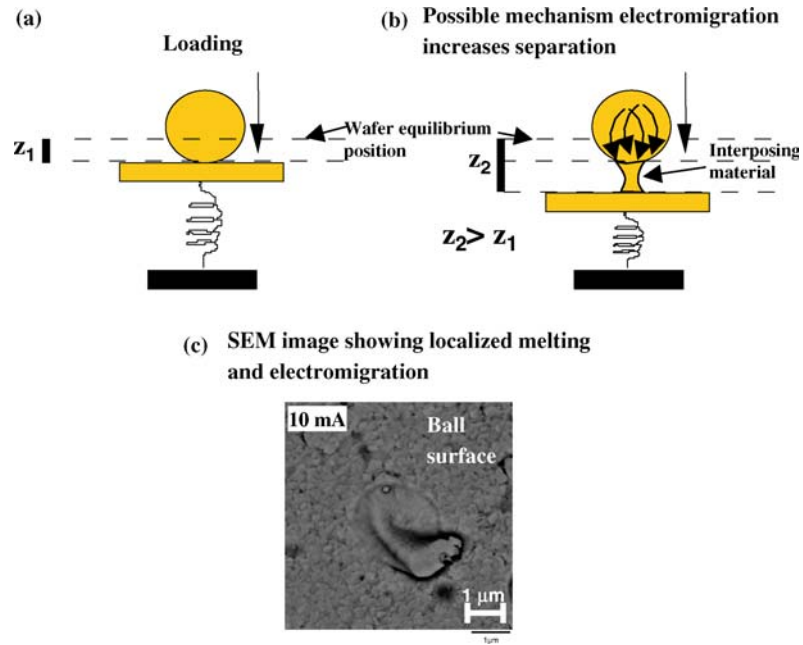 (a)
Loading
(b) Possible mechanism electromigration
increases separation
z1
Wafer equilibrium
position
z2
Interposing
material
z2> z1
(c) SEM image showing localized melting
and electromigration
10 mA
Ball
surface
1 μm
1μm